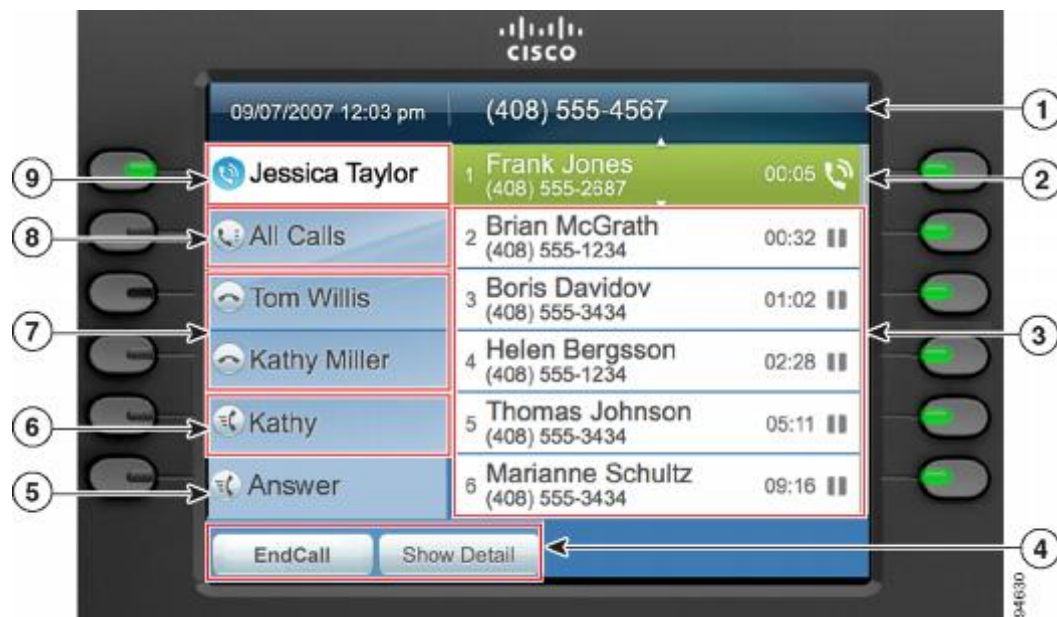 CISCO
09/07/2007 12:03 pm (408) 555-4567
1
9 Jessica Taylor
1 Frank Jones 00:05
(408) 555-2687
2
8 All Calls
2 Brian McGrath 00:32
(408) 555-1234
7 Tom Willis
3 Boris Davidov 01:02
(408) 555-3434
3
Kathy Miller
4 Helen Bergsson 02:28
(408) 555-1234
6 Kathy
5 Thomas Johnson 05:11
(408) 555-3434
5 Answer
6 Marianne Schultz 09:16
(408) 555-3434
EndCall Show Detail
4
94630